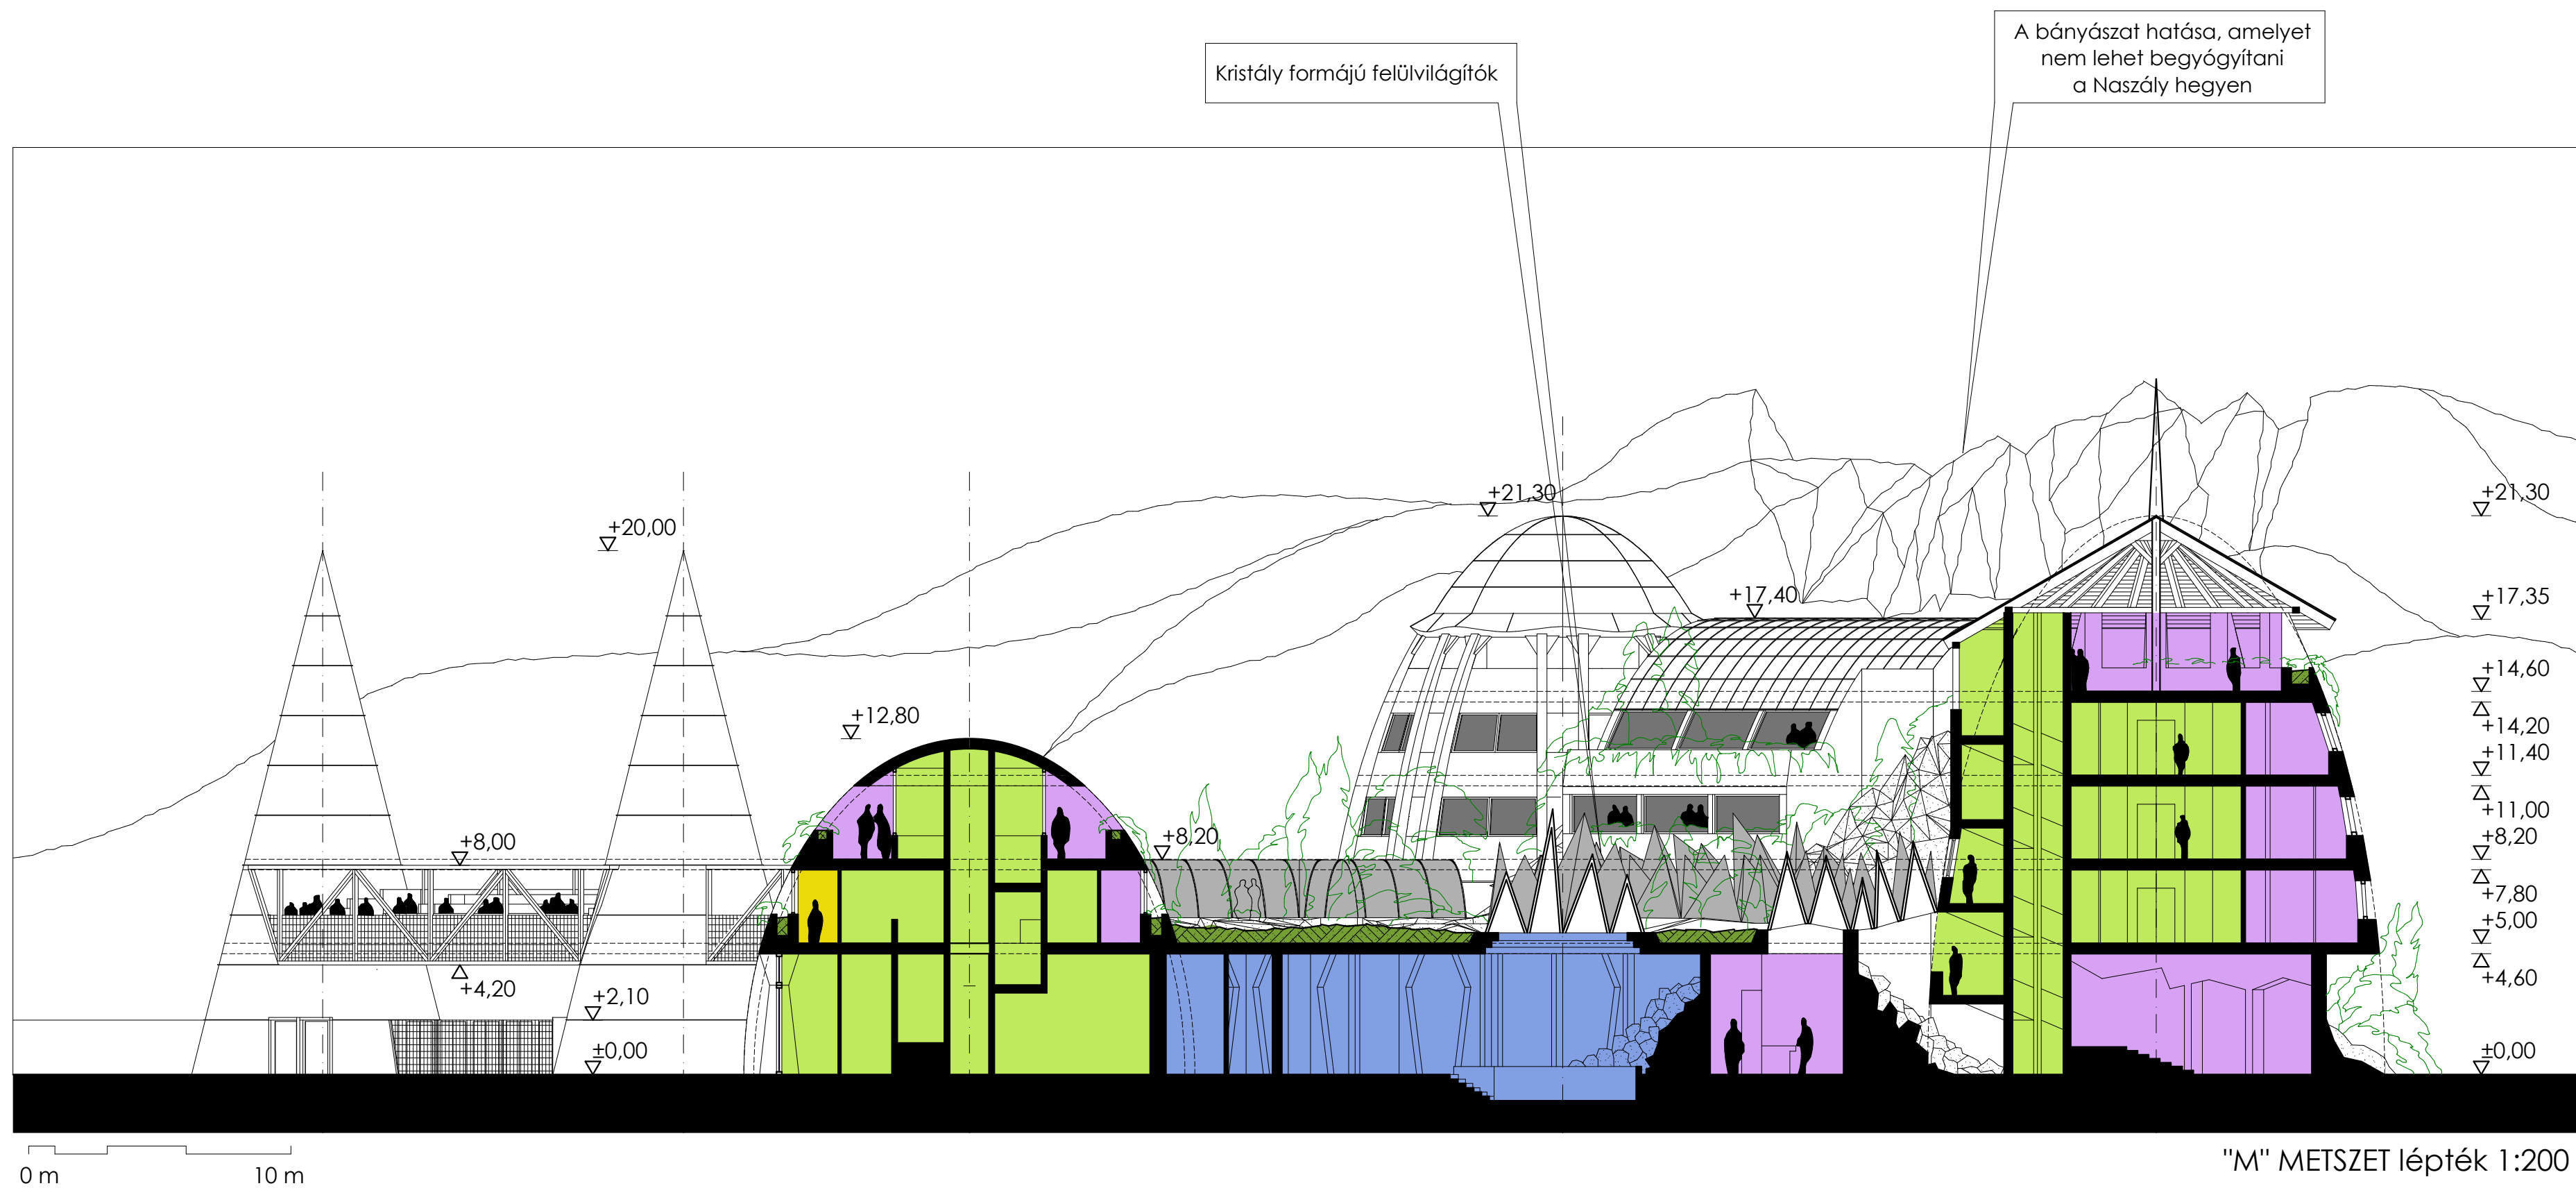 A bányászat hatása, amelyet
nem lehet begyógyítani
a Naszály hegyen
Kristály formájú felülvilágítók
+21,30
+21,30
+20,00
+17,40
+17,35
+14,60
+12,80
+14,20
+11,40
+11,00
+8,00
+8,20
+8,20
+7,80
+5,00
+4,20
+4,60
+2,10
±0,00
±0,00
0 m
10 m
"M" METSZET lépték 1:200